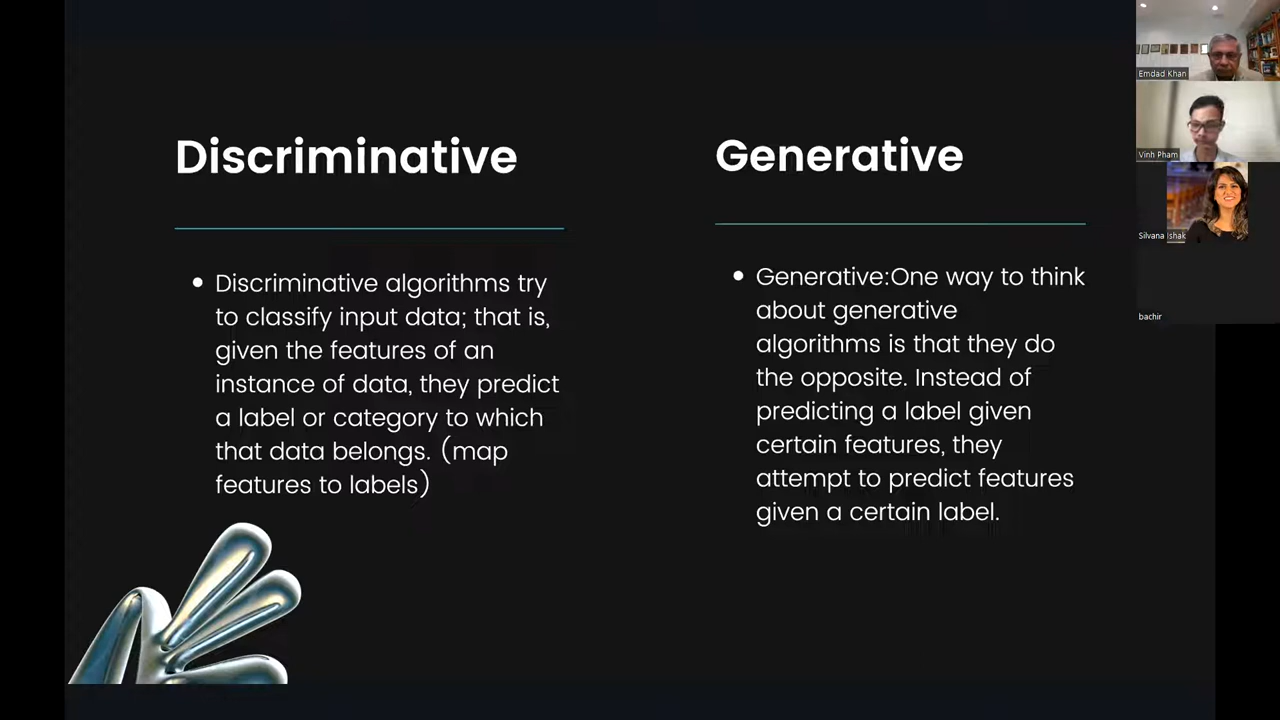 Discriminative
Discriminative algorithms try
to classify input data; that is,
given the features of an
instance of data, they predict
a label or category to which
that data belongs. (map
features to labels)
Generative
Generative:One way to think
about generative
algorithms is that they do
the opposite. Instead of
predicting a label given
certain features, they
attempt to predict features
given a certain label.
Emdad Khan
Vinh Pham
Silvana Ishak
bachir